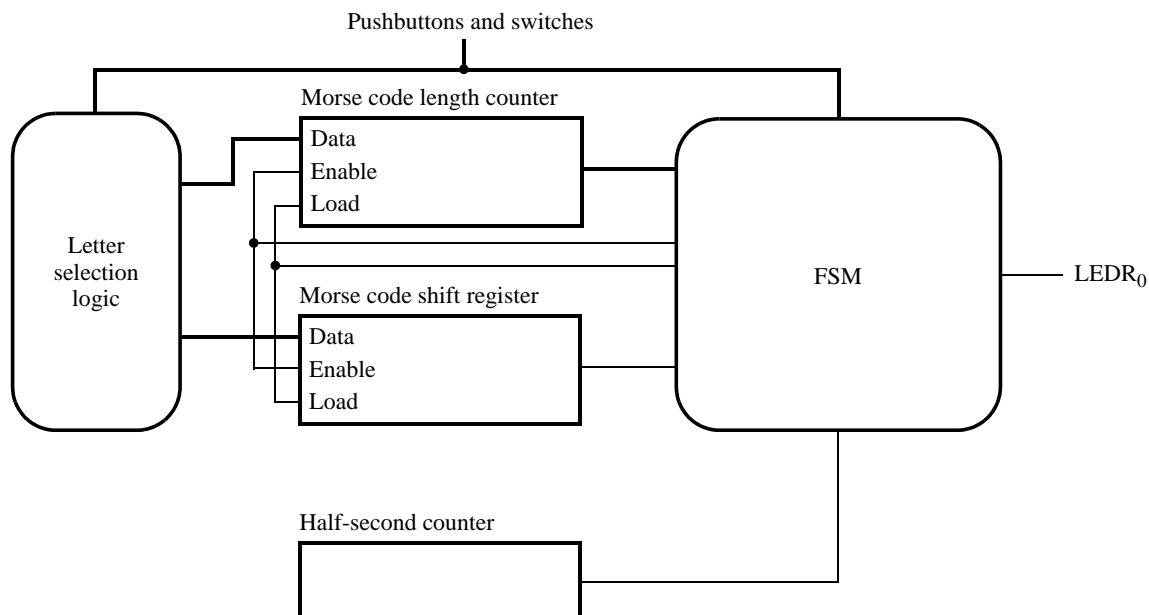 Pushbuttons and switches
Morse code length counter
Data
Enable
Load
Letter
selection
logic
FSM
LEDR0
Morse code shift register
Data
Enable
Load
Half-second counter